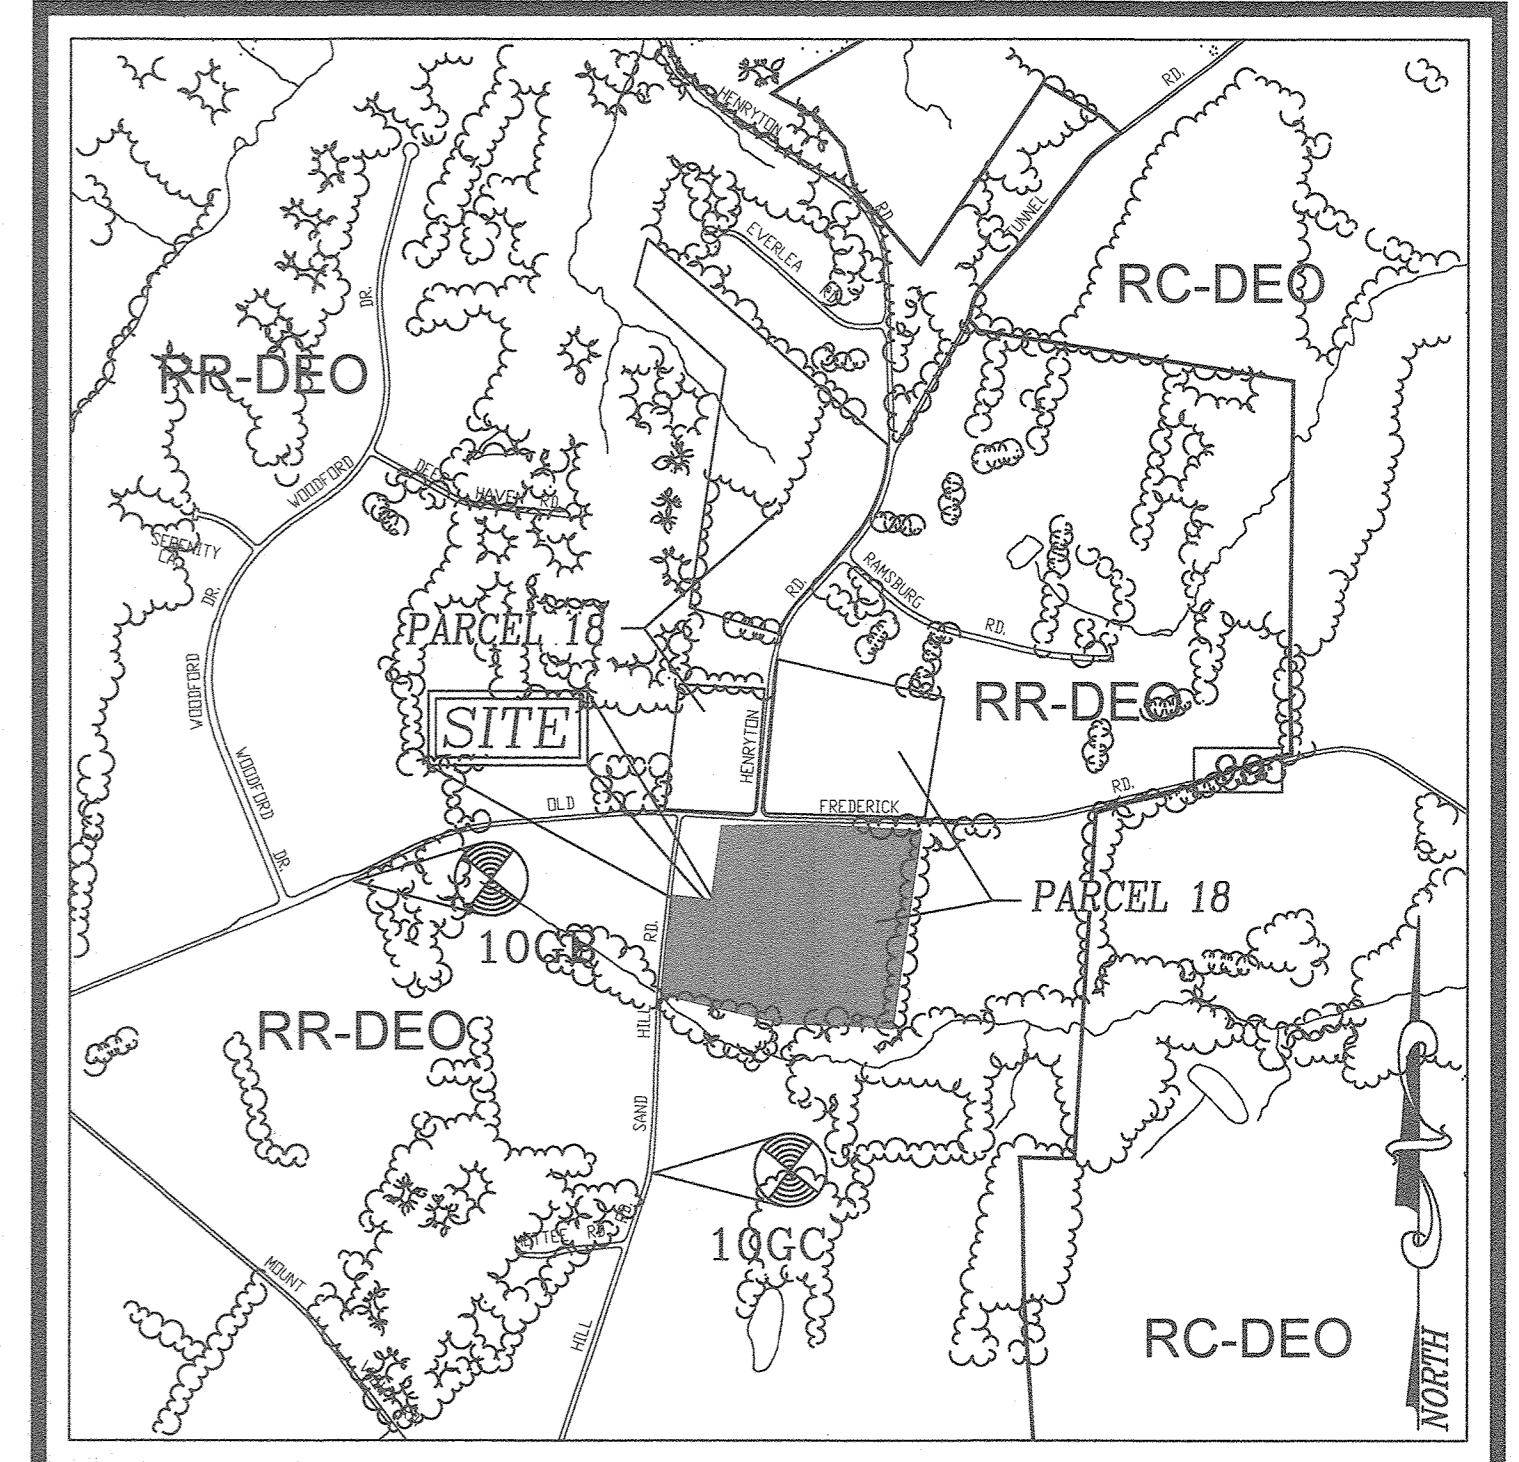 RD.
HENRYTON
RD.
TUNNEL
EVERLEA
RD.
RC-DEO
DR.
RR-DEO
WOODFORD
DEER
HAVEN RD.
SERENITY
LA.
DR.
RD.
RAMSBURG
RD.
PARCEL 18
WOODFORD
RR-DEO
SITE
HENRYTON
WOODFORD
OLD
FREDERICK
RD.
DR.
PARCEL 18
10GB
RD.
RR-DEO
HILL
SAND
RD.
10GC
MOUNT
HILL
RC-DEO
NORTH